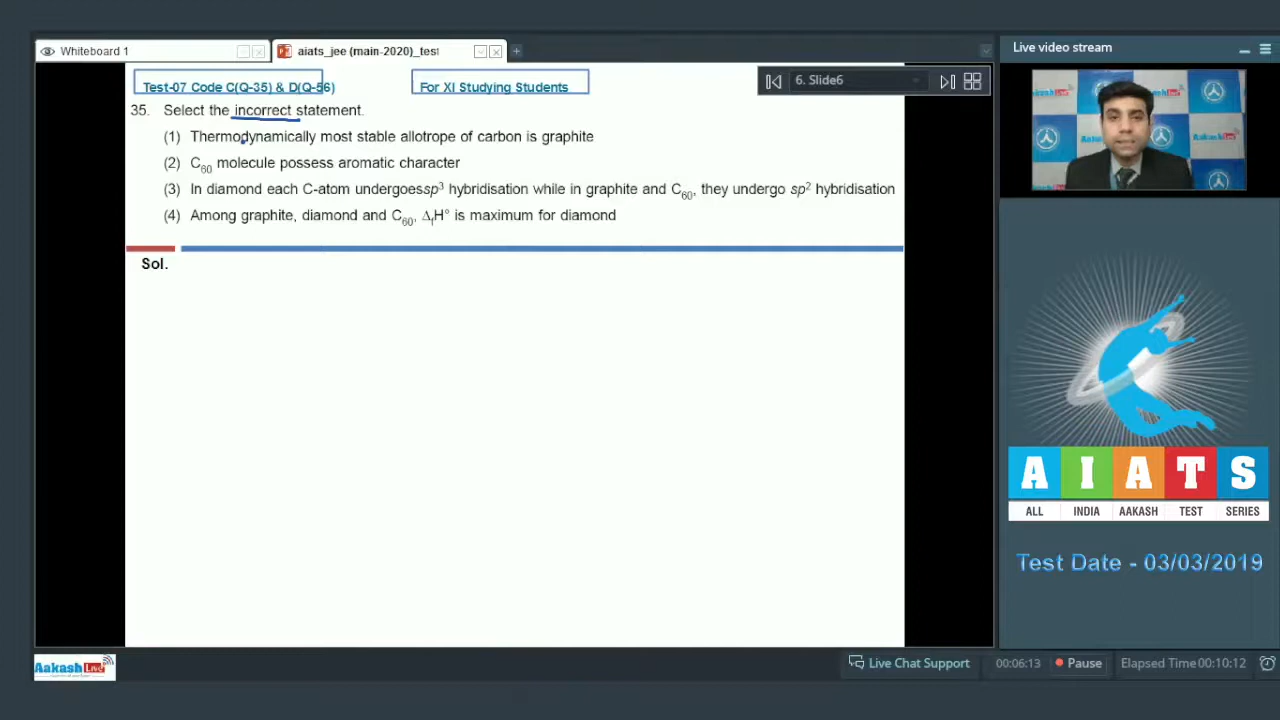 Whiteboard 1
aiats_jee (main-2020)_test
Live video stream
Test-07 Code C(Q-35) & D(Q-56)
For XI Studying Students
6. Slide6
35. Select the incorrect statement.
(1) Thermodynamically most stable allotrope of carbon is graphite
(2) C60 molecule possess aromatic character
(3) In diamond each C-atom undergoes sp³ hybridisation while in graphite and C60, they undergo sp² hybridisation
(4) Among graphite, diamond and C60, ΔfH° is maximum for diamond
Sol.
A I A T S
ALL INDIA AAKASH TEST SERIES
Test Date - 03/03/2019
Aakash Live
Live Chat Support
00:06:13
Pause
Elapsed Time 00:10:12